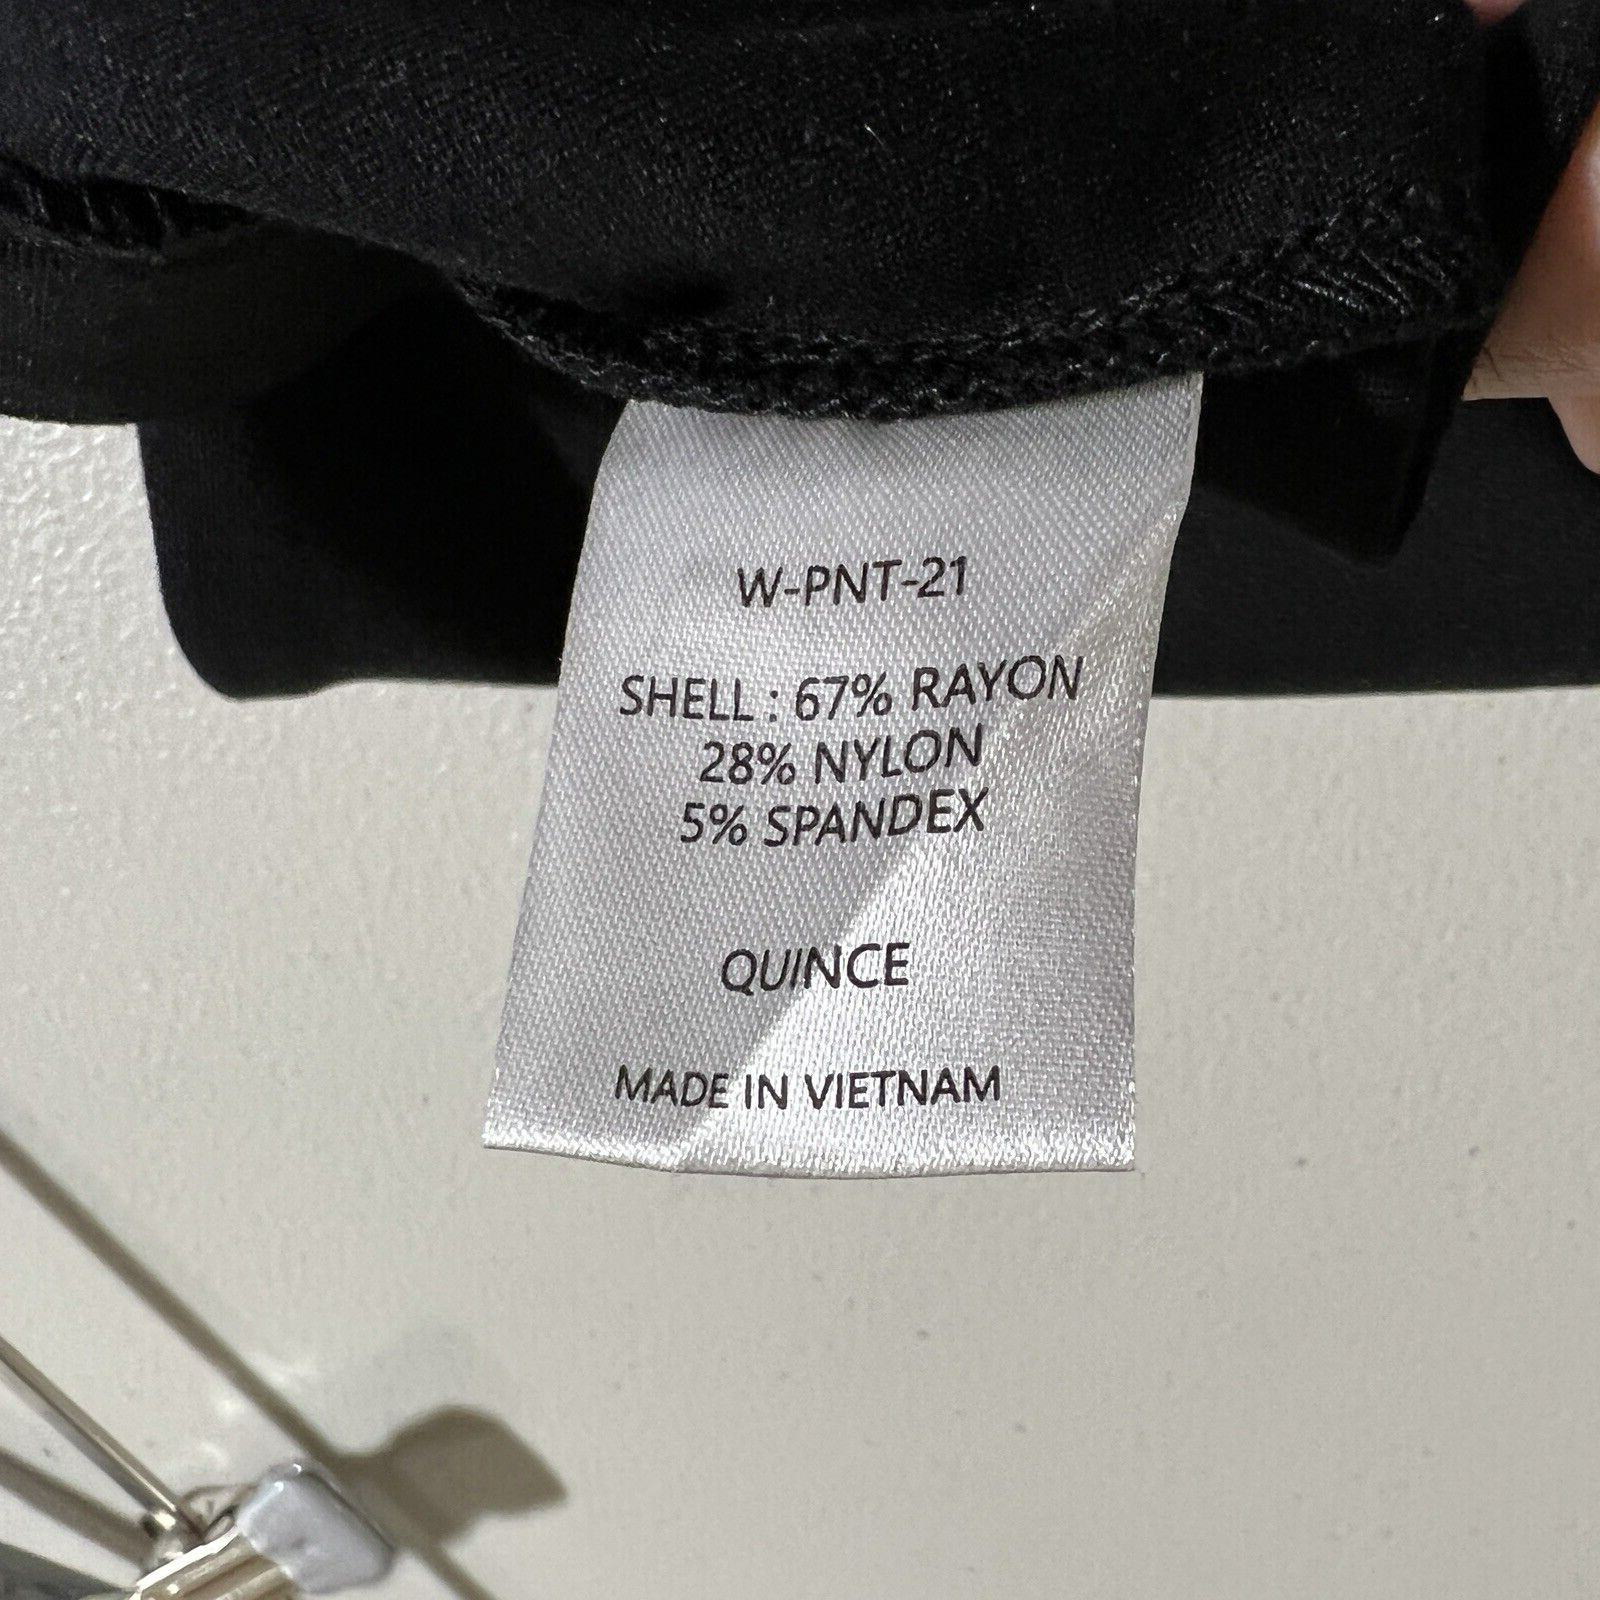 W-PNT-21
SHELL : 67% RAYON
28% NYLON
5% SPANDEX
QUINCE
MADE IN VIETNAM